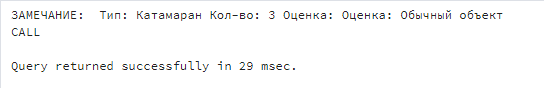 ЗАМЕЧАНИЕ:  Тип: Катамаран Кол-во: 3 Оценка: Оценка: Обычный объект
CALL
Query returned successfully in 29 msec.